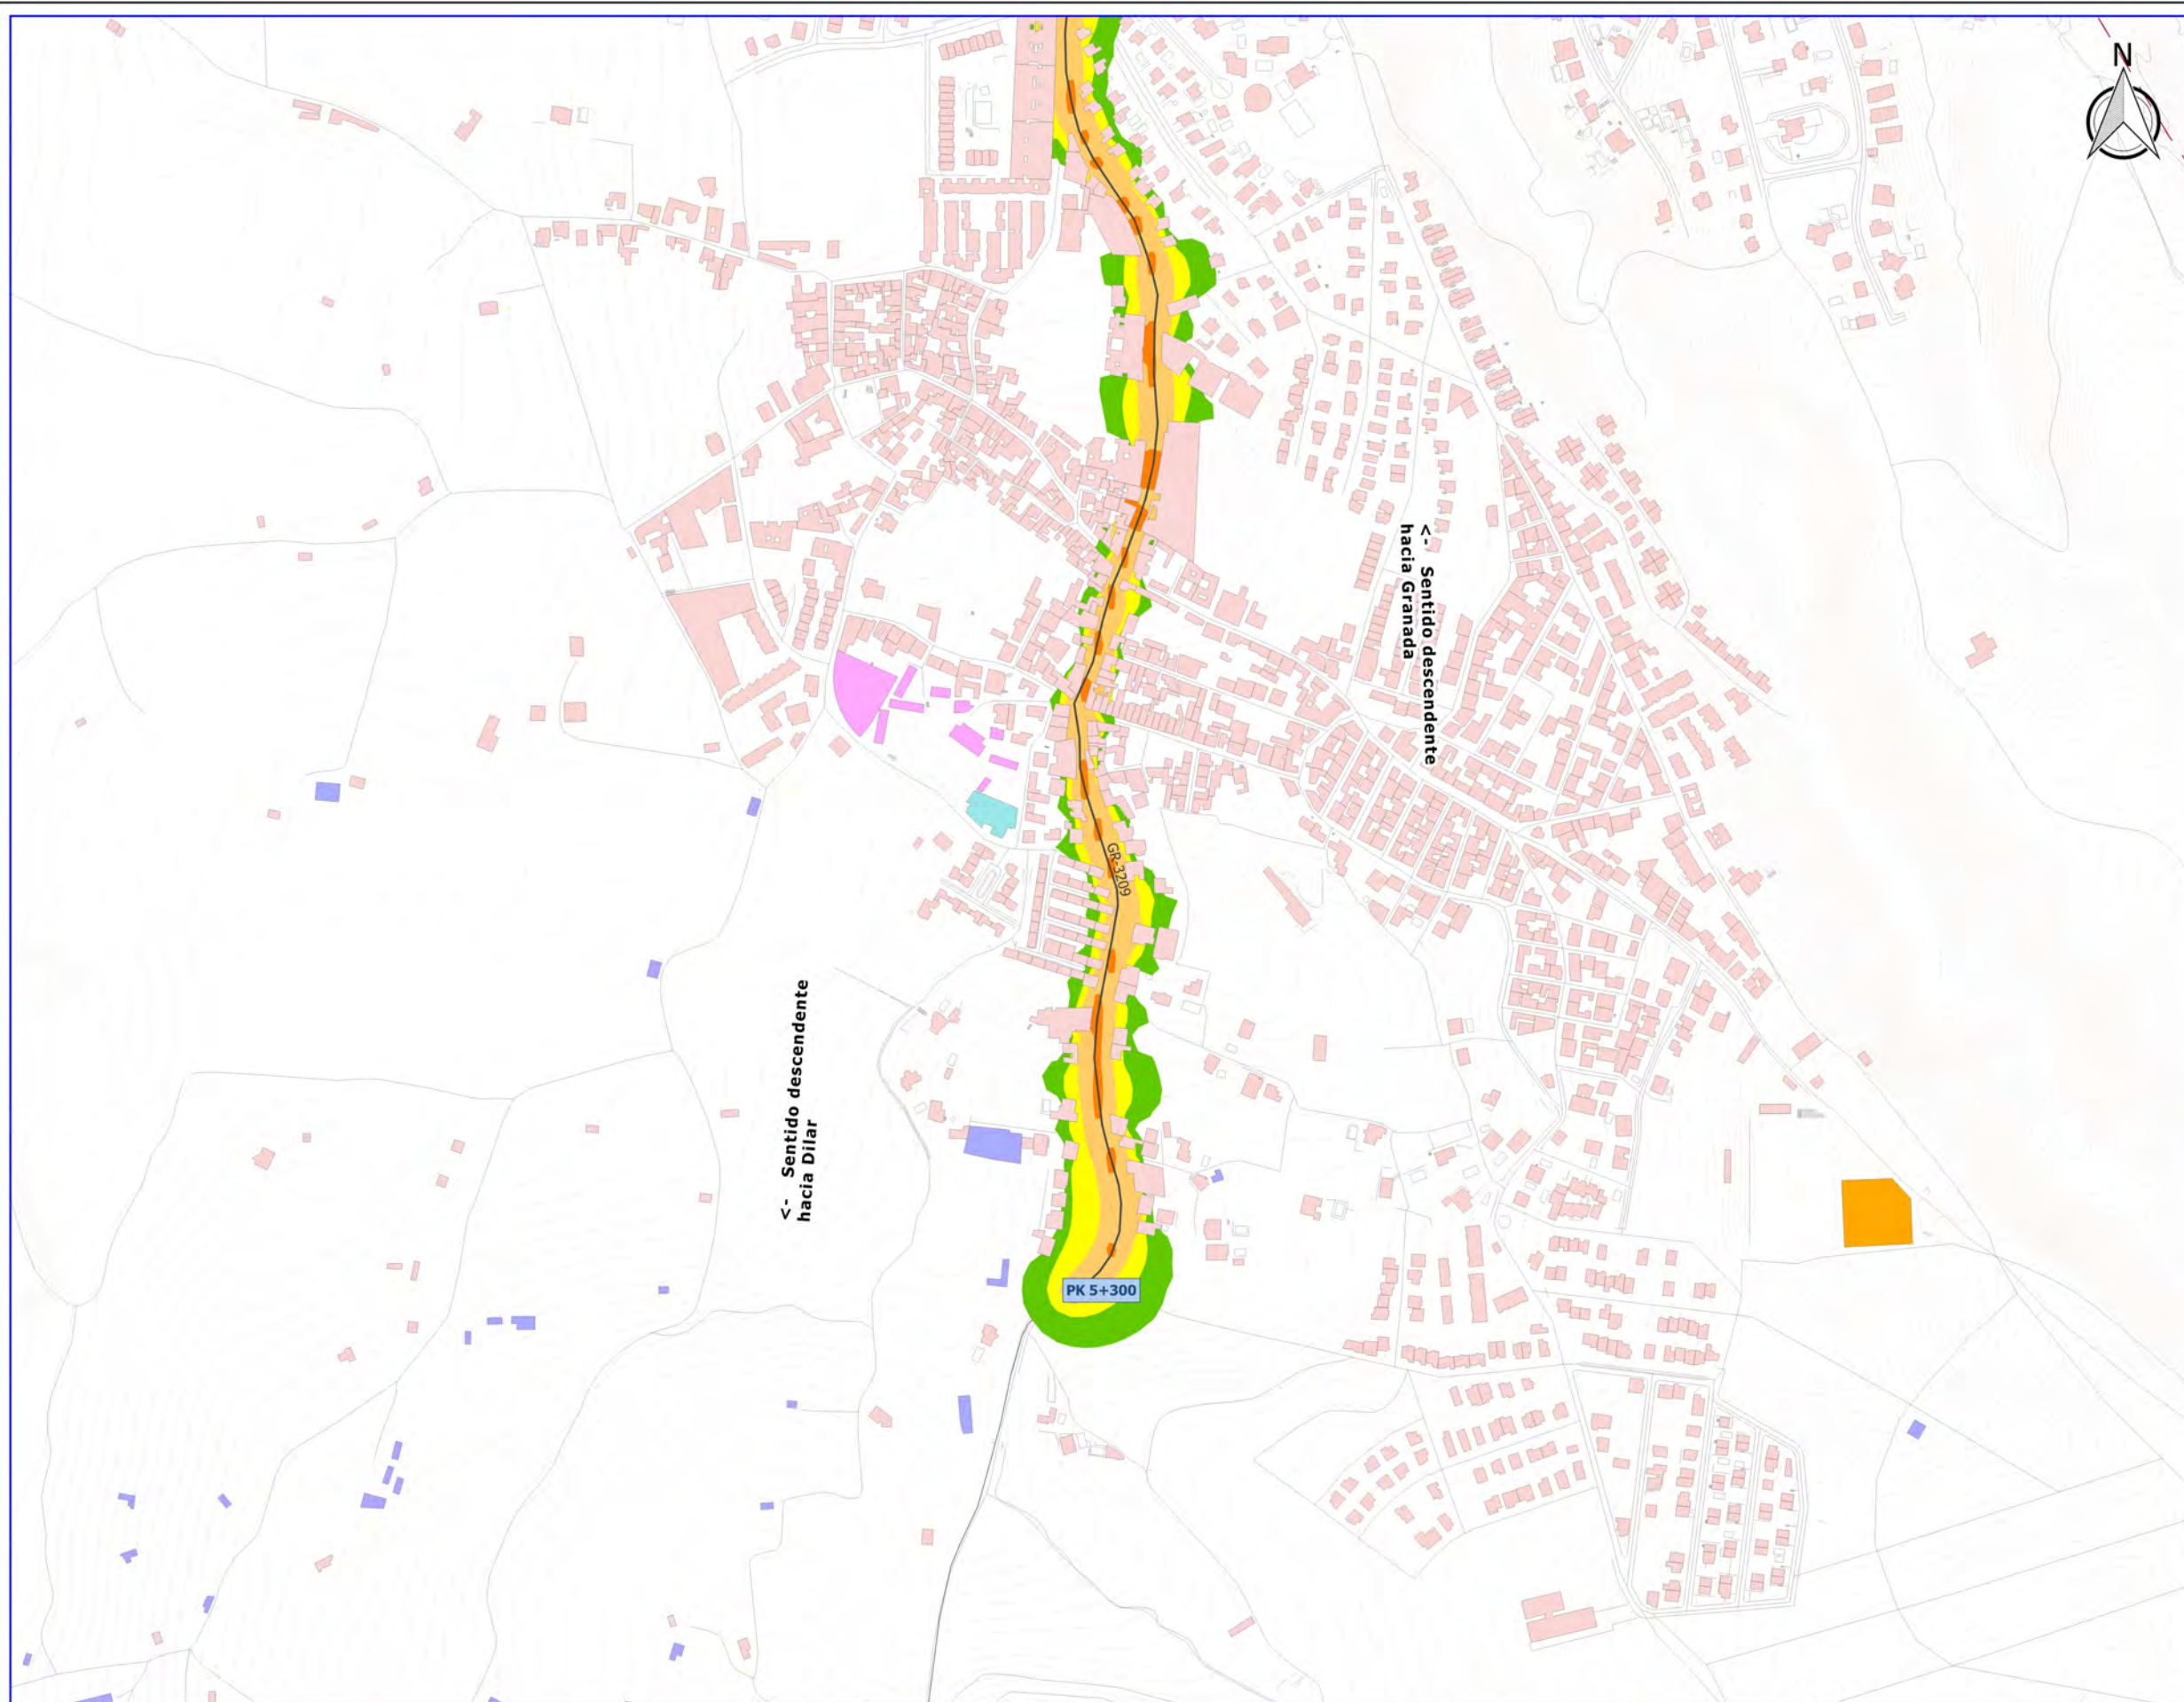 N
<- Sentido descendente
hacia Granada
GR-3209
<- Sentido descendente
hacia Dilar
PK 5+300